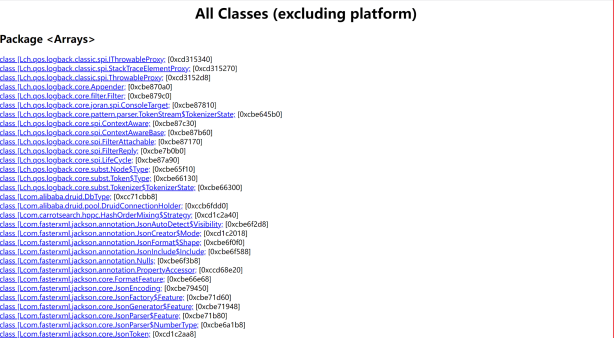 All Classes (excluding platform)
Package <Arrays>
class [Lch.qos.logback.classic.spi.IThrowableProxy; [0xcd315340]
class [Lch.qos.logback.classic.spi.StackTraceElementProxy; [0xcd315270]
class [Lch.qos.logback.classic.spi.ThrowableProxy; [0xcd3152d8]
class [Lch.qos.logback.core.Appender; [0xcbe870a0]
class [Lch.qos.logback.core.filter.Filter; [0xcbe879c0]
class [Lch.qos.logback.core.joran.spi.ConsoleTarget; [0xcbe87810]
class [Lch.qos.logback.core.pattern.parser.TokenStream$TokenizerState; [0xcbe645b0]
class [Lch.qos.logback.core.spi.ContextAware; [0xcbe87c30]
class [Lch.qos.logback.core.spi.ContextAwareBase; [0xcbe87b60]
class [Lch.qos.logback.core.spi.FilterAttachable; [0xcbe87170]
class [Lch.qos.logback.core.spi.FilterReply; [0xcbe7b0b0]
class [Lch.qos.logback.core.spi.LifeCycle; [0xcbe87a90]
class [Lch.qos.logback.core.subst.Node$Type; [0xcbe65f10]
class [Lch.qos.logback.core.subst.Token$Type; [0xcbe66130]
class [Lch.qos.logback.core.subst.Tokenizer$TokenizerState; [0xcbe66300]
class [Lcom.alibaba.druid.DbType; [0xcc71cbb8]
class [Lcom.alibaba.druid.pool.DruidConnectionHolder; [0xccb6fdd0]
class [Lcom.carrotsearch.hppc.HashOrderMixing$Strategy; [0xcd1c2a40]
class [Lcom.fasterxml.jackson.annotation.JsonAutoDetect$Visibility; [0xcbe6f2d8]
class [Lcom.fasterxml.jackson.annotation.JsonCreator$Mode; [0xcd1c2018]
class [Lcom.fasterxml.jackson.annotation.JsonFormat$Shape; [0xcbe6f0f0]
class [Lcom.fasterxml.jackson.annotation.JsonInclude$Include; [0xcbe6f588]
class [Lcom.fasterxml.jackson.annotation.Nulls; [0xcbe6f3b8]
class [Lcom.fasterxml.jackson.annotation.PropertyAccessor; [0xccd68e20]
class [Lcom.fasterxml.jackson.core.FormatFeature; [0xcbe66e68]
class [Lcom.fasterxml.jackson.core.JsonEncoding; [0xcbe79450]
class [Lcom.fasterxml.jackson.core.JsonFactory$Feature; [0xcbe71d60]
class [Lcom.fasterxml.jackson.core.JsonGenerator$Feature; [0xcbe71948]
class [Lcom.fasterxml.jackson.core.JsonParser$Feature; [0xcbe71b80]
class [Lcom.fasterxml.jackson.core.JsonParser$NumberType; [0xcbe6a1b8]
class [Lcom.fasterxml.jackson.core.JsonToken; [0xcd1c2aa8]